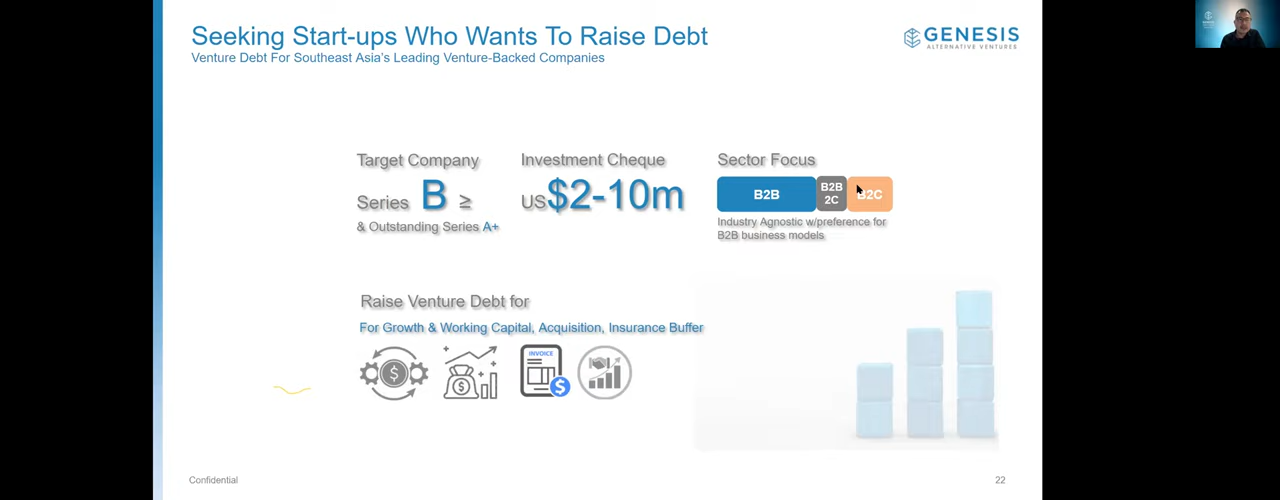 Seeking Start-ups Who Wants To Raise Debt
Venture Debt For Southeast Asia's Leading Venture-Backed Companies
GENESIS
ALTERNATIVE VENTURES
Target Company
Series B ≥
& Outstanding Series A+
Investment Cheque
US$2-10m
Sector Focus
B2B
B2B
2C
B2C
Industry Agnostic w/preference for
B2B business models
Raise Venture Debt for
For Growth & Working Capital, Acquisition, Insurance Buffer
INVOICE
Confidential
22